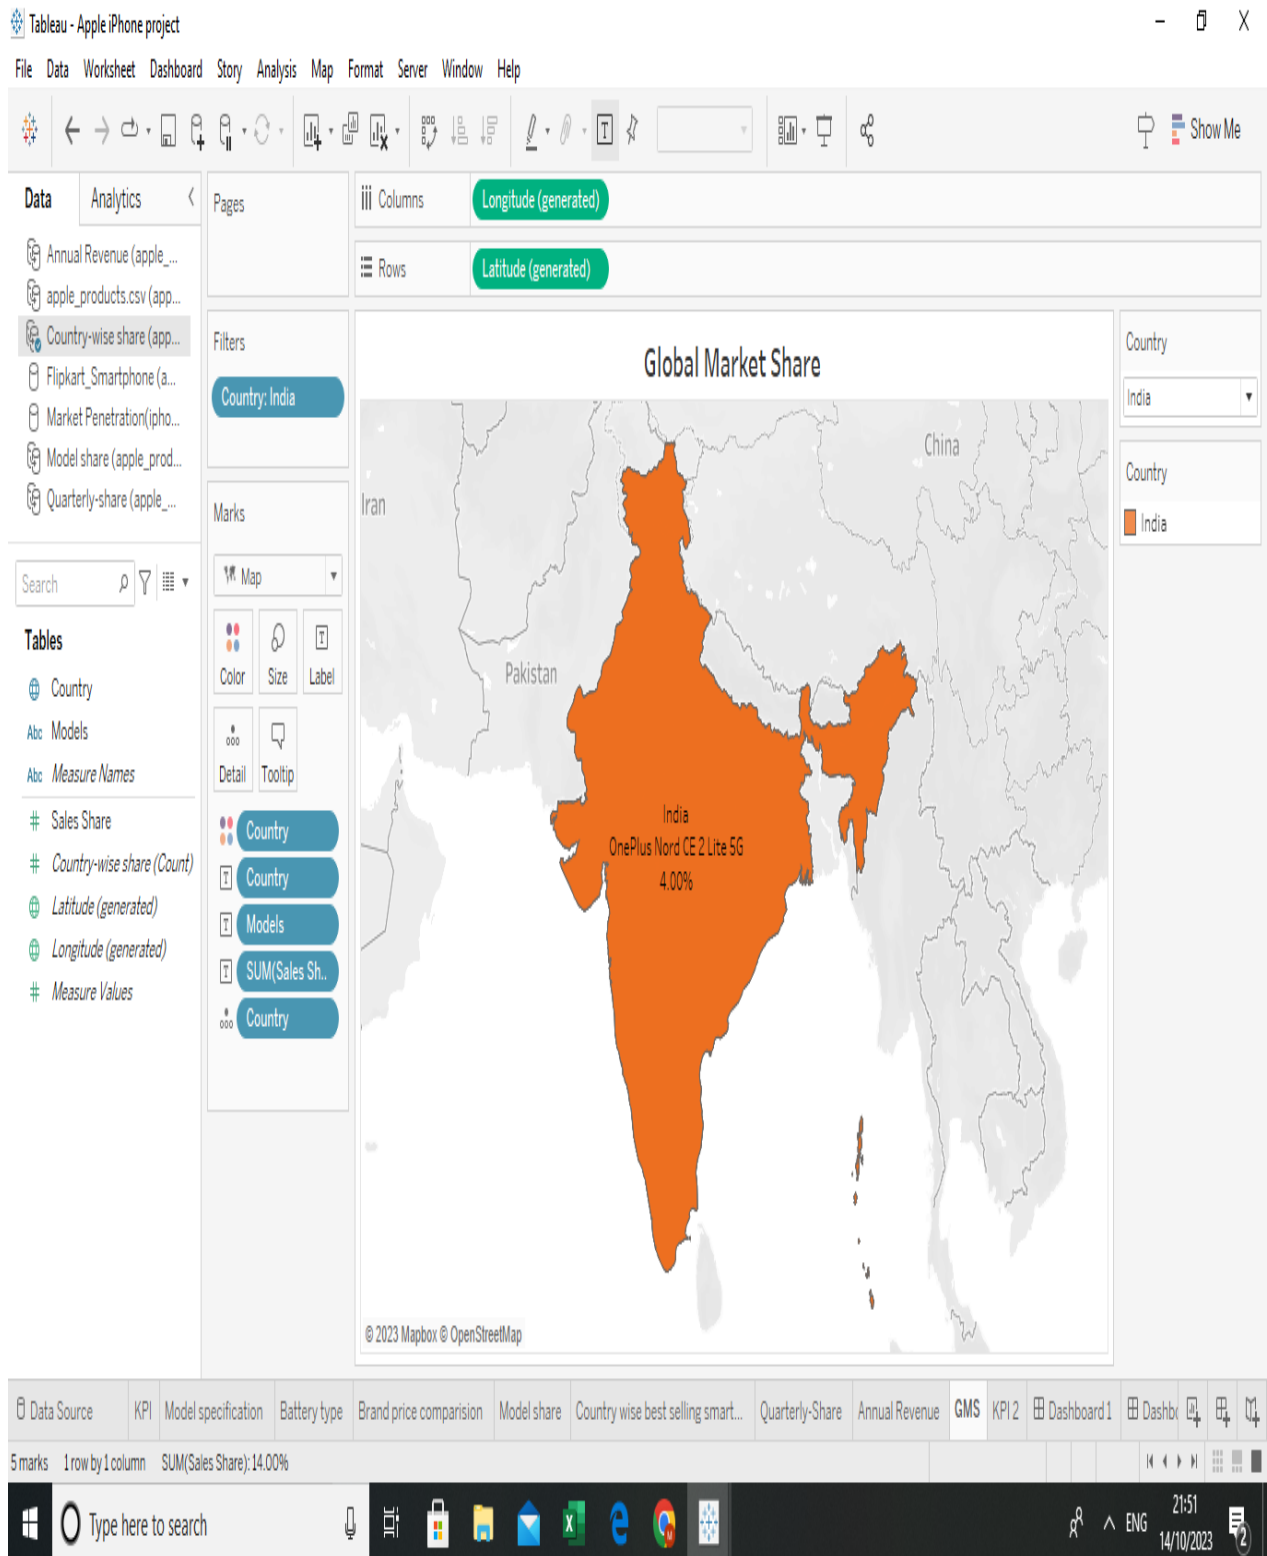 Tableau - Apple iPhone project
File Data Worksheet Dashboard Story Analysis Map Format Server Window Help
Show Me
Data Analytics
Annual Revenue (apple_...
apple_products.csv (app...
Country-wise share (app...
Flipkart_Smartphone (a...
Market Penetration(ipho...
Model share (apple_prod...
Quarterly-share (apple_...
Search
Tables
Country
Abc Models
Abc Measure Names
# Sales Share
# Country-wise share (Count)
Latitude (generated)
Longitude (generated)
# Measure Values
Pages
Filters
Country: India
Marks
Map
Color Size Label
Detail Tooltip
Country
Country
Models
SUM(Sales Sh..
Country
Columns Longitude (generated)
Rows Latitude (generated)
Global Market Share
China
Iran
Pakistan
India
OnePlus Nord CE 2 Lite 5G
4.00%
© 2023 Mapbox © OpenStreetMap
Country
India
Country
India
Data Source KPI Model specification Battery type Brand price comparision Model share Country wise best selling smart... Quarterly-Share Annual Revenue GMS KPI 2 Dashboard 1 Dashbo
5 marks 1 row by 1 column SUM(Sales Share): 14.00%
Type here to search
ENG
21:51
14/10/2023
2